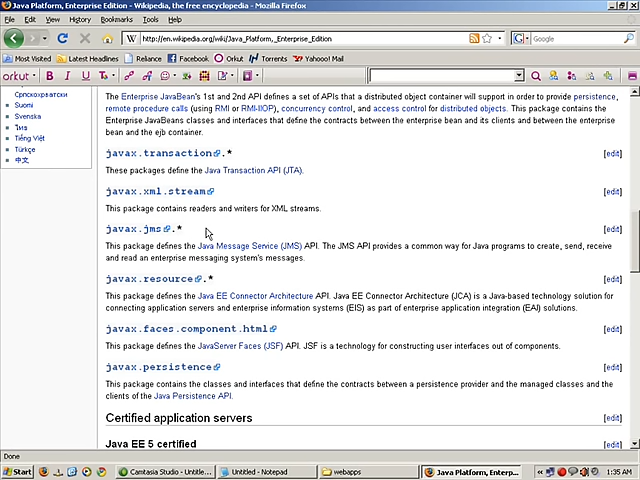 Java Platform, Enterprise Edition - Wikipedia, the free encyclopedia - Mozilla Firefox
File Edit View History Bookmarks Tools Help
http://en.wikipedia.org/wiki/Java_Platform,_Enterprise_Edition
Google
Most Visited Latest Headlines Reliance Facebook Orkut Torrents Yahoo! Mail
orkut B I U
Српскохрватски
Suomi
Svenska
ไทย
Tiếng Việt
Türkçe
中文
The Enterprise JavaBean's 1st and 2nd API defines a set of APIs that a distributed object container will support in order to provide persistence,
remote procedure calls (using RMI or RMI-IIOP), concurrency control, and access control for distributed objects. This package contains the
Enterprise JavaBeans classes and interfaces that define the contracts between the enterprise bean and its clients and between the enterprise
bean and the ejb container.
javax.transaction.* [edit]
These packages define the Java Transaction API (JTA).
javax.xml.stream [edit]
This package contains readers and writers for XML streams.
javax.jms.* [edit]
This package defines the Java Message Service (JMS) API. The JMS API provides a common way for Java programs to create, send, receive
and read an enterprise messaging system's messages.
javax.resource.* [edit]
This package defines the Java EE Connector Architecture API. Java EE Connector Architecture (JCA) is a Java-based technology solution for
connecting application servers and enterprise information systems (EIS) as part of enterprise application integration (EAI) solutions.
javax.faces.component.html [edit]
This package defines the JavaServer Faces (JSF) API. JSF is a technology for constructing user interfaces out of components.
javax.persistence [edit]
This package contains the classes and interfaces that define the contracts between a persistence provider and the managed classes and the
clients of the Java Persistence API.
Certified application servers [edit]
Java EE 5 certified [edit]
Done
Start Camtasia Studio - Untitle... Untitled - Notepad webapps Java Platform, Enterp... 1:35 AM